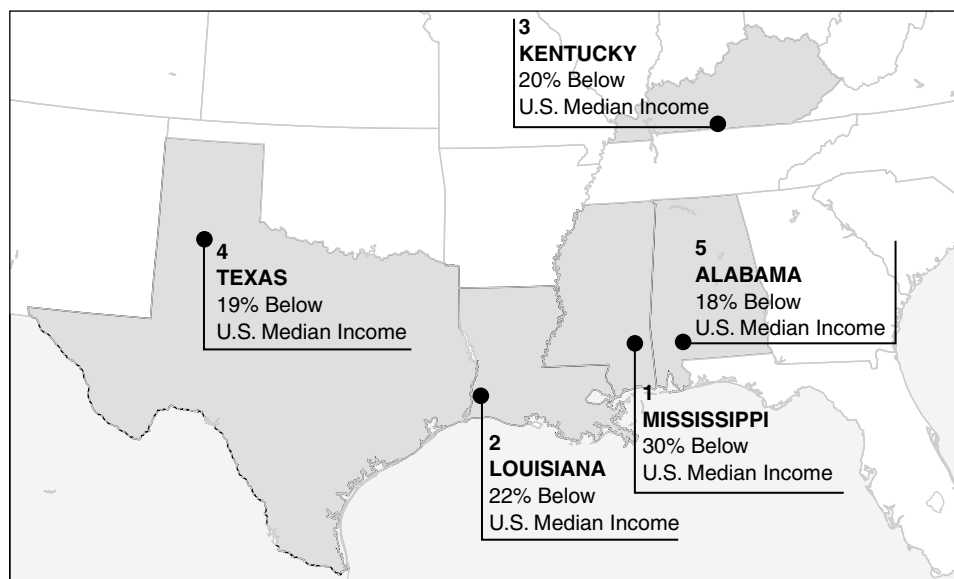 3
KENTUCKY
20% Below
U.S. Median Income
4
TEXAS
19% Below
U.S. Median Income
5
ALABAMA
18% Below
U.S. Median Income
1
MISSISSIPPI
30% Below
U.S. Median Income
2
LOUISIANA
22% Below
U.S. Median Income